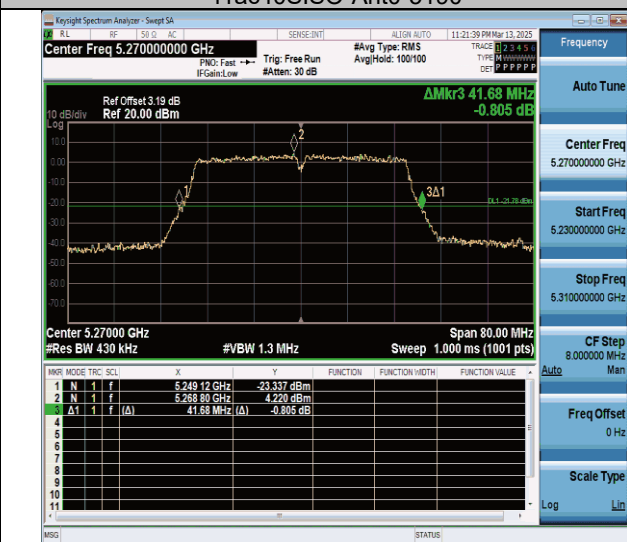 Keysight Spectrum Analyzer - Swept SA
RL RF 50 Ω AC SENSE:INT ALIGN AUTO 11:21:39 PM Mar 13, 2025
Center Freq 5.270000000 GHz
PNO: Fast
IFGain:Low
Trig: Free Run
#Atten: 30 dB
#Avg Type: RMS
Avg|Hold: 100/100
TRACE 1 2 3 4 5 6
TYPE M W W W W W
DET P P P P P P
Frequency
Auto Tune
Center Freq
5.270000000 GHz
Start Freq
5.230000000 GHz
Stop Freq
5.310000000 GHz
CF Step
8.000000 MHz
Auto Man
Freq Offset
0 Hz
Scale Type
Log Lin
Ref Offset 3.19 dB
10 dB/div Ref 20.00 dBm
ΔMkr3 41.68 MHz
-0.805 dB
Log
10.0
0.00
-10.0
-20.0
-30.0
-40.0
-50.0
-60.0
-70.0
1
2
3Δ1
DL1 -21.78 dBm
Center 5.27000 GHz Span 80.00 MHz
#Res BW 430 kHz #VBW 1.3 MHz Sweep 1.000 ms (1001 pts)
MKR MODE TRC SCL X Y FUNCTION FUNCTION WIDTH FUNCTION VALUE
1 N 1 f 5.249 12 GHz -23.337 dBm
2 N 1 f 5.268 80 GHz 4.220 dBm
3 Δ1 1 f (Δ) 41.68 MHz (Δ) -0.805 dB
4
5
6
7
8
9
10
11
MSG STATUS